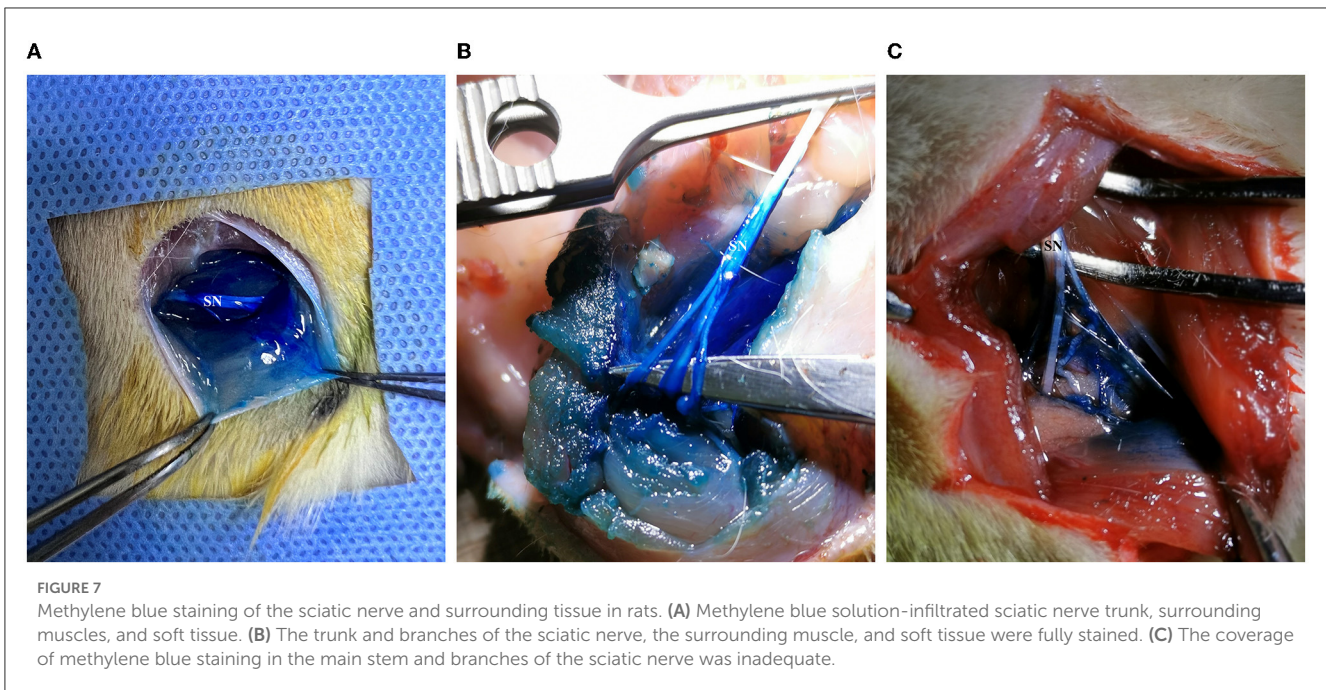 A
B
C
SN
SN
SN
FIGURE 7
Methylene blue staining of the sciatic nerve and surrounding tissue in rats. (A) Methylene blue solution-infiltrated sciatic nerve trunk, surrounding
muscles, and soft tissue. (B) The trunk and branches of the sciatic nerve, the surrounding muscle, and soft tissue were fully stained. (C) The coverage
of methylene blue staining in the main stem and branches of the sciatic nerve was inadequate.